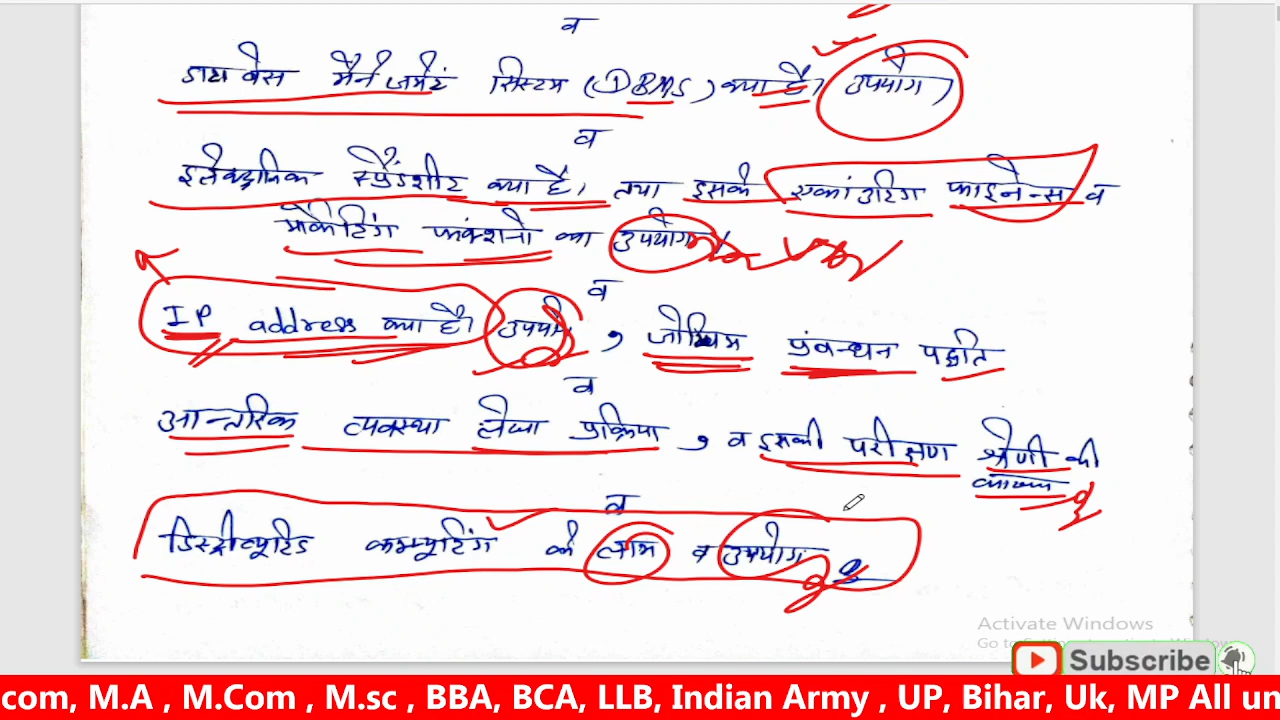 व
डाटा बेस मैनेजमेंट सिस्टम (DBMS) क्या है। उपयोग।
व
इलेक्ट्रानिक स्प्रैडशीट क्या है। तथा इसके एकांउटिंग फाइनेन्स व
मार्केटिंग फंक्शनो का उपयोग।
व
IP address क्या है। उपयोग, जोखिम प्रंबन्धन पद्धति
व
आन्तरिक व्यवस्था लेखा प्रक्रिया, व इसकी परीक्षण श्रेणी की
व्याख्या
व
डिस्ट्रीब्यूटिड कम्प्यूटिंग के लाभ व उपयोग
Activate Windows
Subscribe
com, M.A , M.Com , M.sc , BBA, BCA, LLB, Indian Army , UP, Bihar, Uk, MP All un